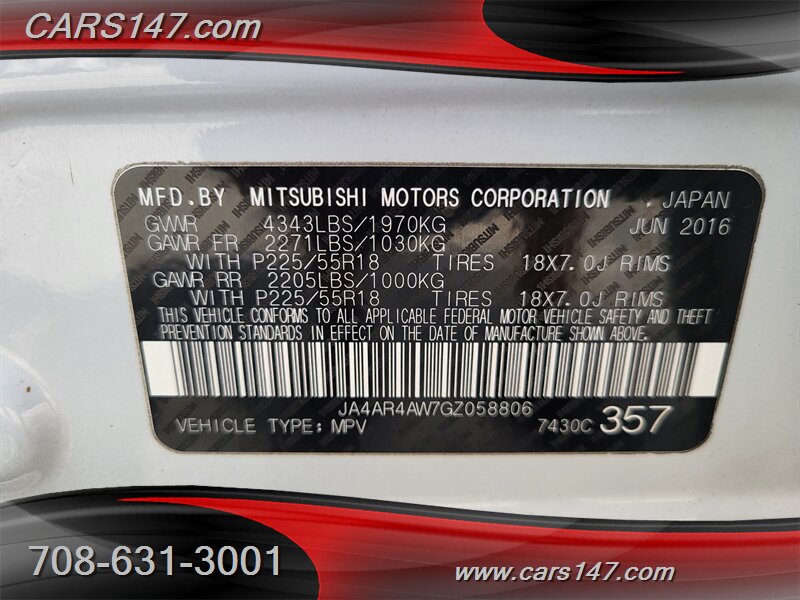 CARS147.com
MFD.BY MITSUBISHI MOTORS CORPORATION , JAPAN
GVWR 4343LBS/1970KG JUN 2016
GAWR FR 2271LBS/1030KG
WITH P225/55R18 TIRES 18X7.0J RIMS
GAWR RR 2205LBS/1000KG
WITH P225/55R18 TIRES 18X7.0J RIMS
THIS VEHICLE CONFORMS TO ALL APPLICABLE FEDERAL MOTOR VEHICLE SAFETY AND THEFT
PREVENTION STANDARDS IN EFFECT ON THE DATE OF MANUFACTURE SHOWN ABOVE.
JA4AR4AW7GZ058806
VEHICLE TYPE:MPV 7430C 357
708-631-3001
www.cars147.com